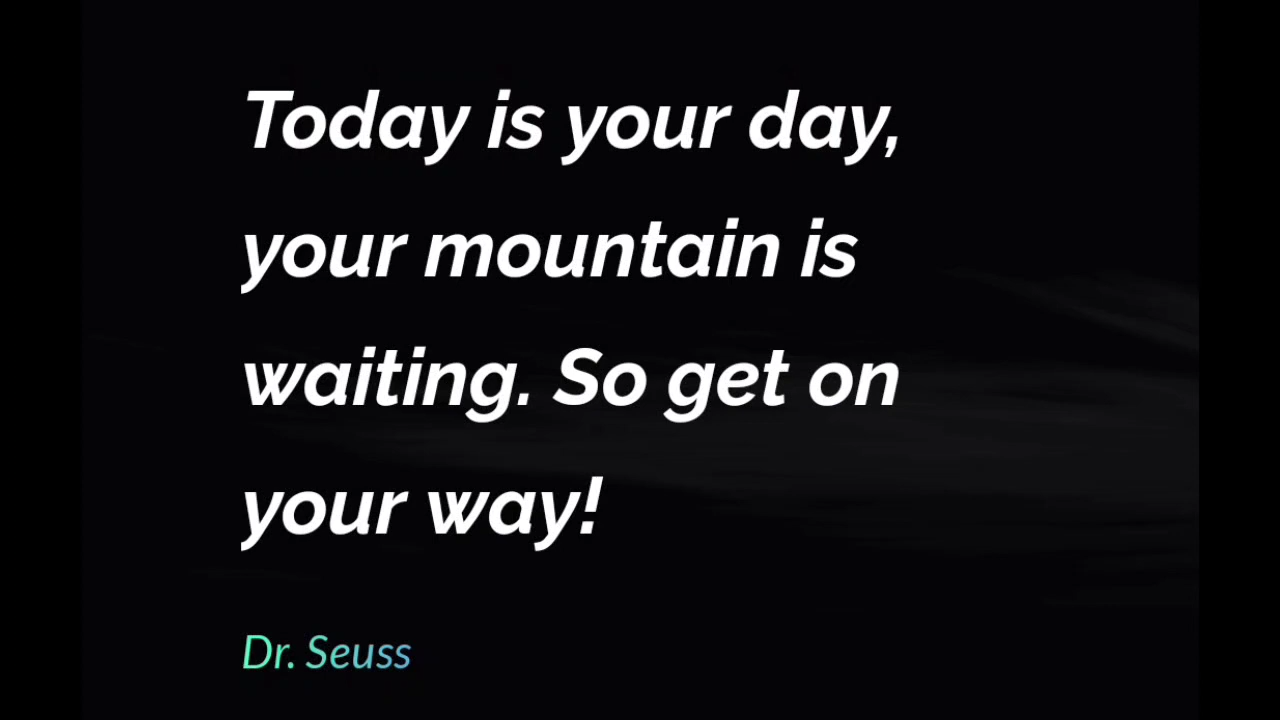 Today is your day,
your mountain is
waiting. So get on
your way!
Dr. Seuss